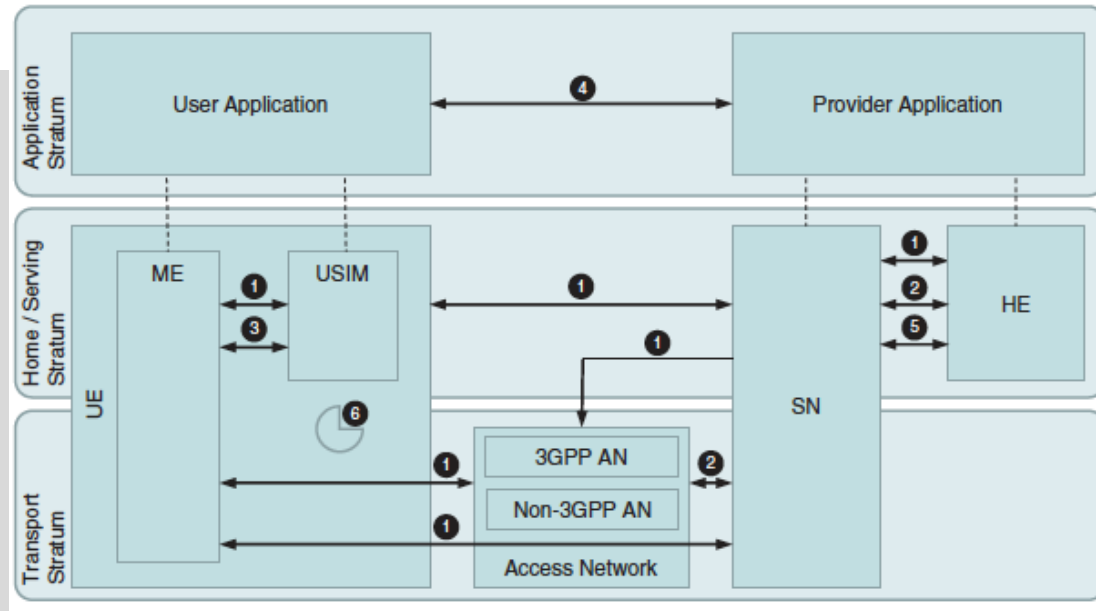 Application
Stratum
User Application
4
Provider Application
Home / Serving
Stratum
UE
ME
USIM
1
3
1
1
SN
1
2
5
HE
6
Transport
Stratum
1
3GPP AN
2
Non-3GPP AN
1
Access Network